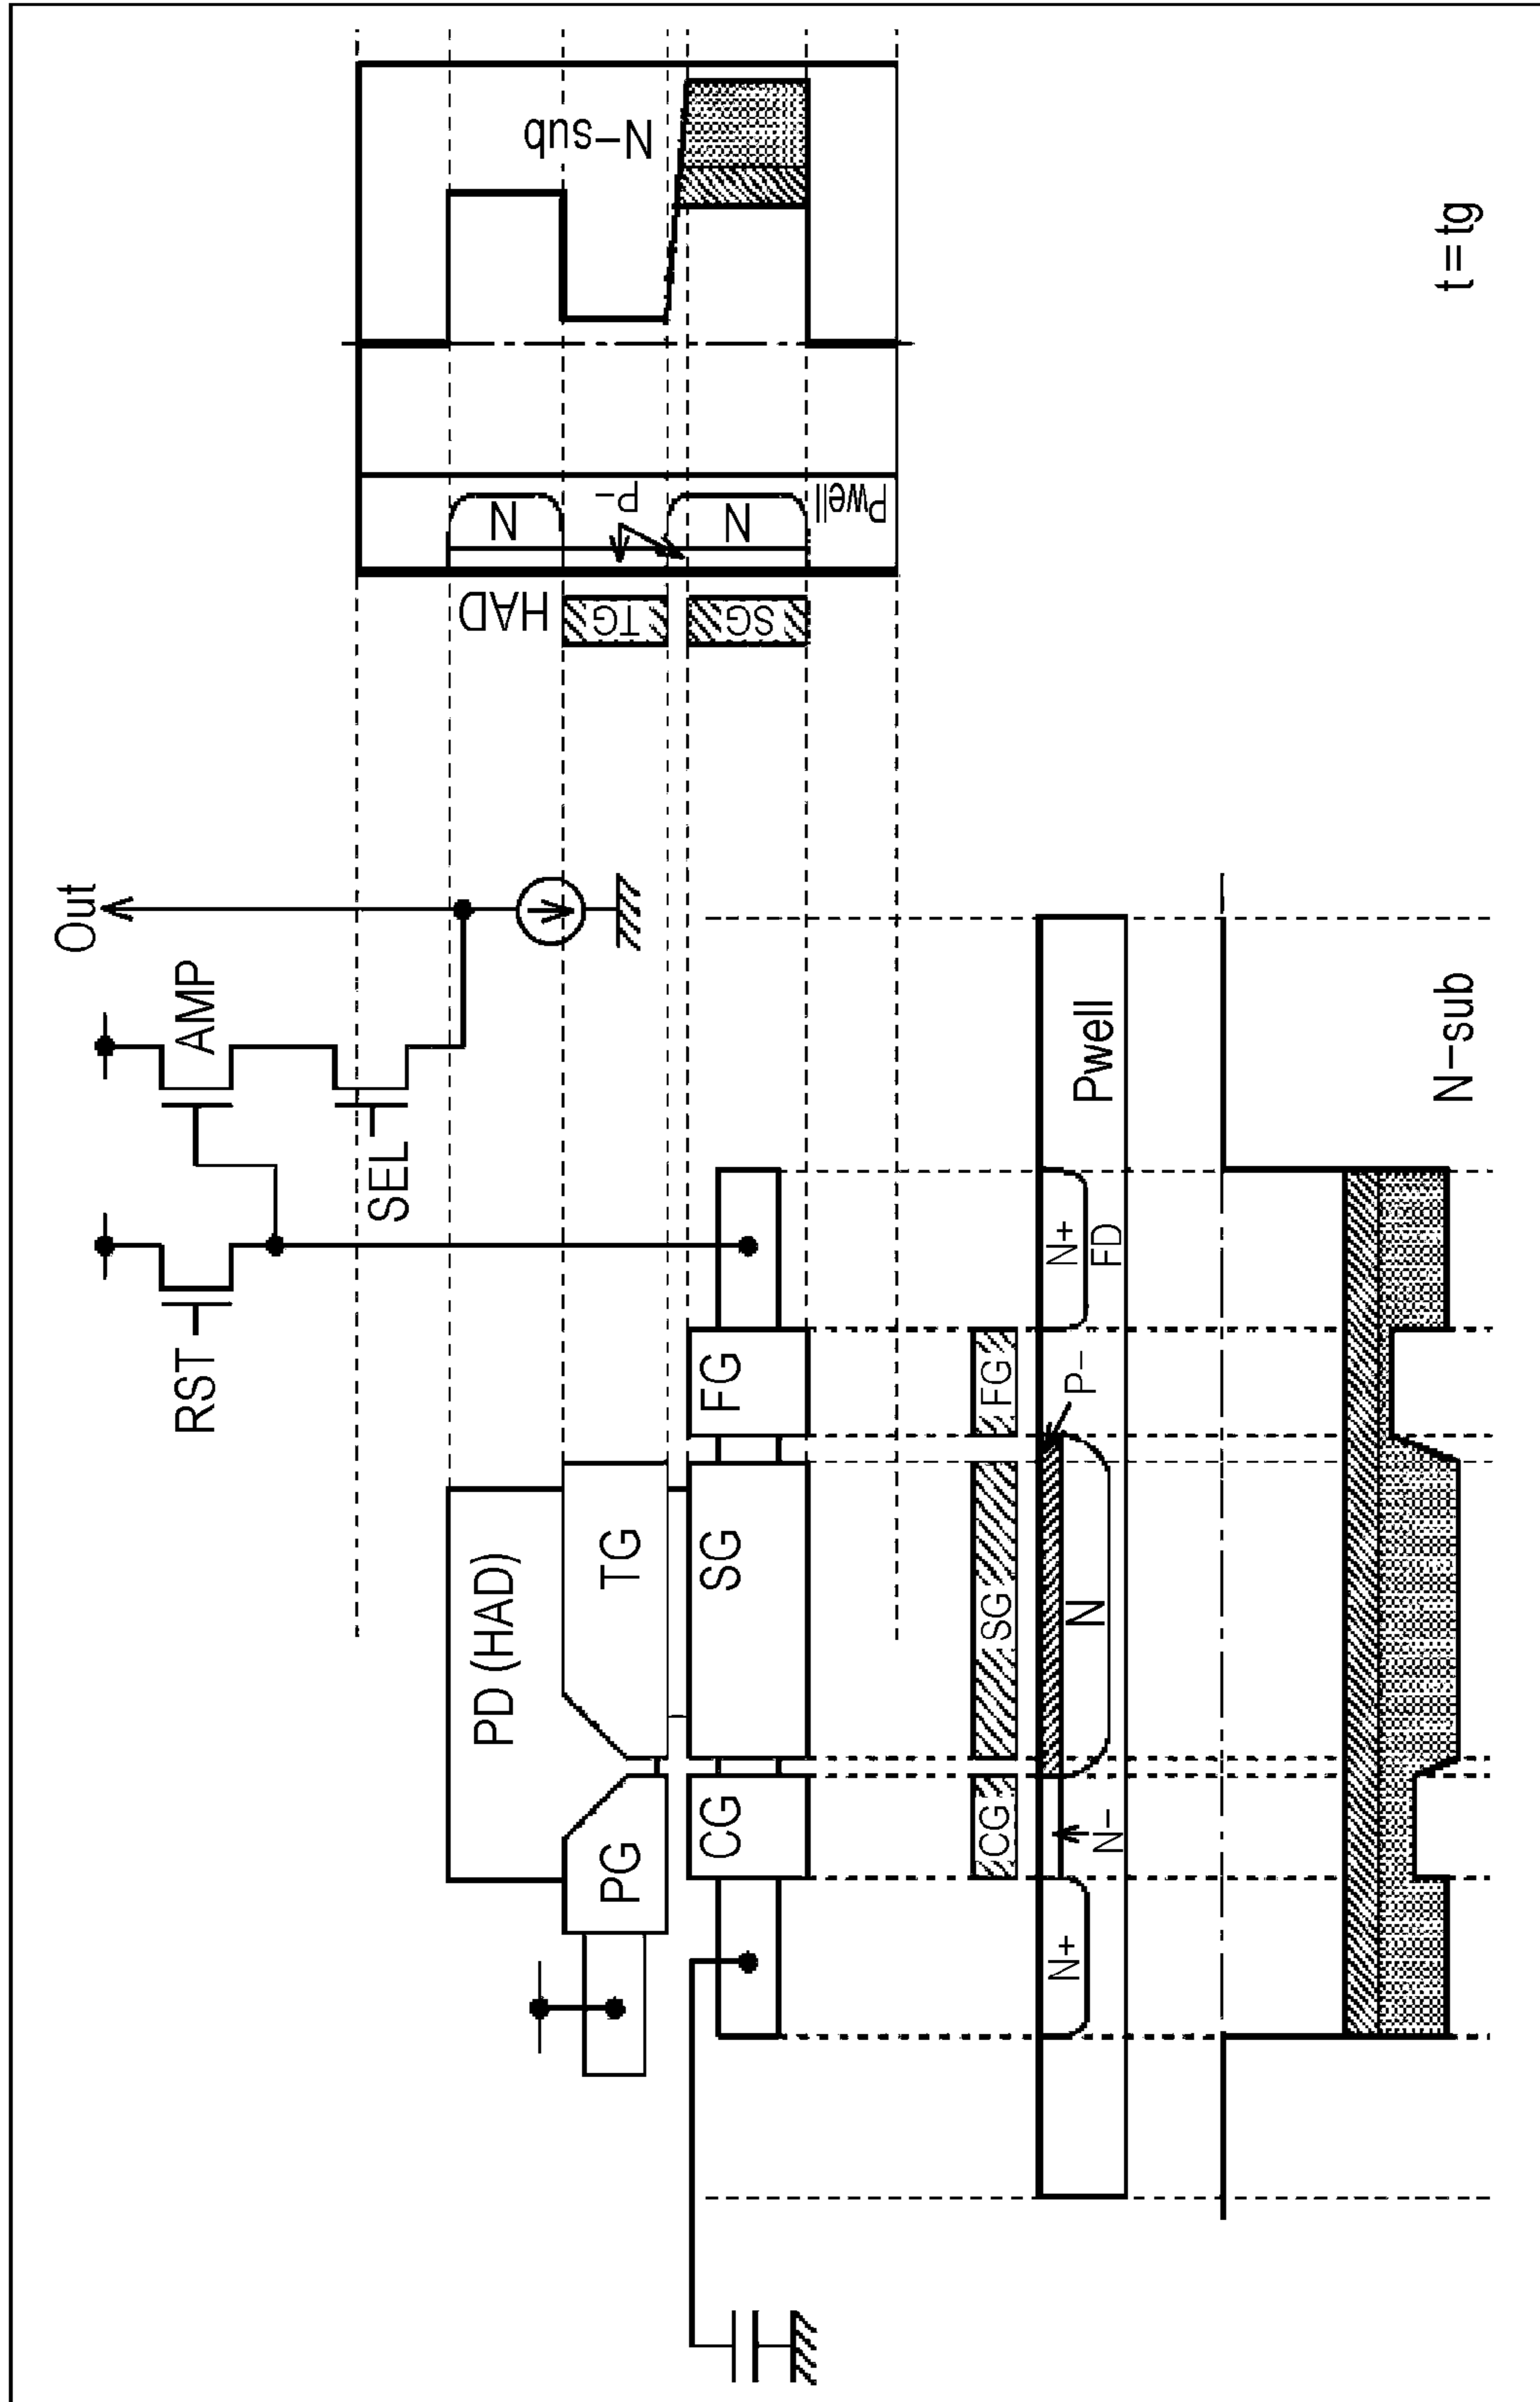 RST
AMP
Out
SEL
PD (HAD)
PG
TG
CG
SG
FG
CG
SG
FG
N+
N−
N
P−
N+
FD
Pwell
N−sub
HAD
TG
SG
N
P−
N
Pwell
N−sub
t = tg